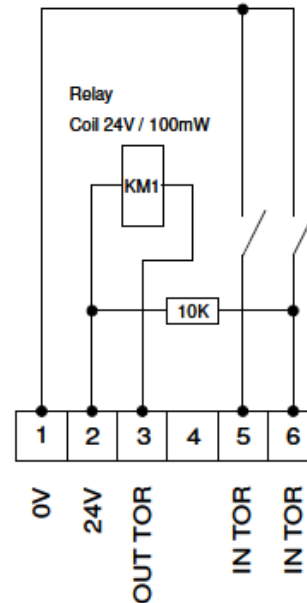 Relay
Coil 24V / 100mW
KM1
10K
1 2 3 4 5 6
0V
24V
OUT TOR
IN TOR
IN TOR